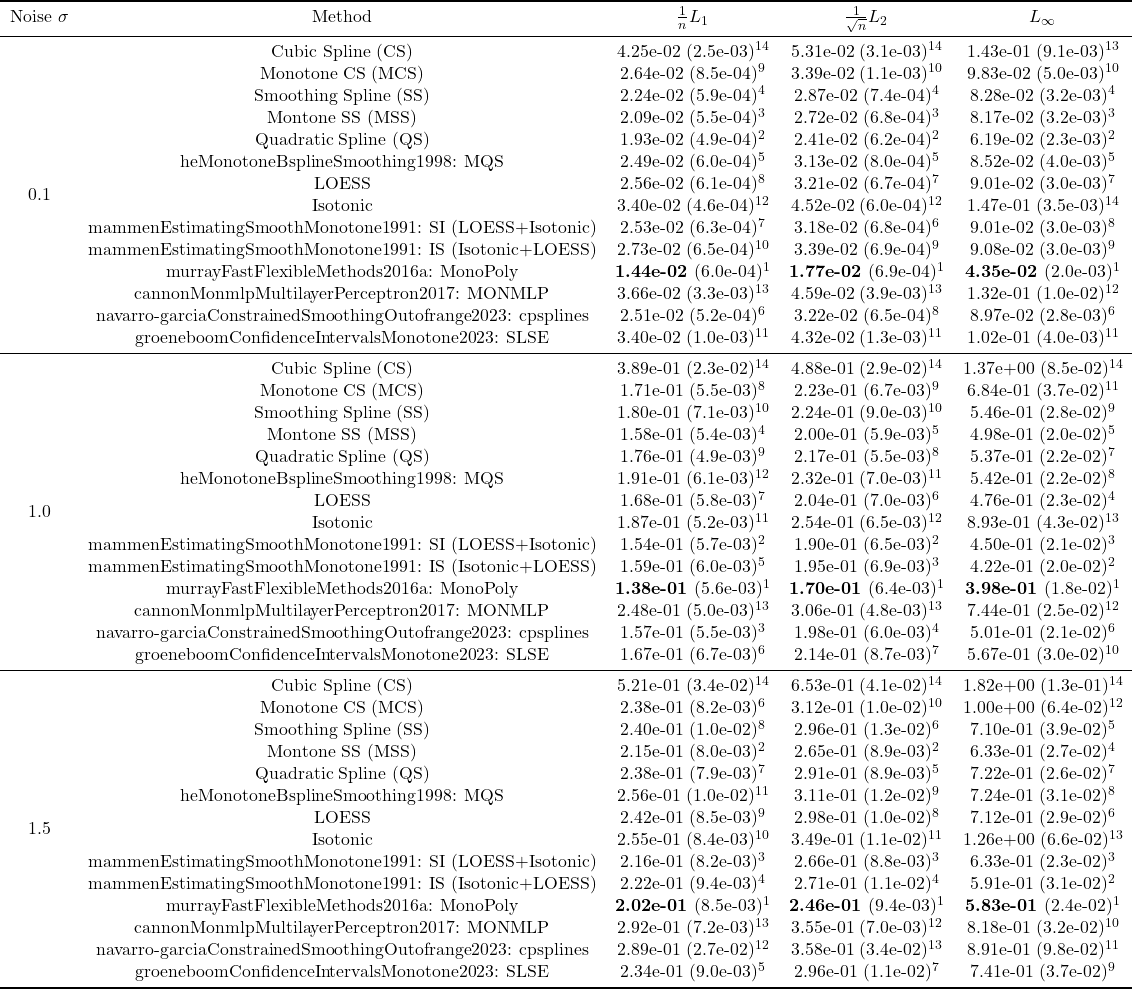 Noise σ Method $\frac{1}{n}L_1$ $\frac{1}{\sqrt{n}}L_2$ $L_\infty$
Cubic Spline (CS) 4.25e-02 (2.5e-03)^14 5.31e-02 (3.1e-03)^14 1.43e-01 (9.1e-03)^13
Monotone CS (MCS) 2.64e-02 (8.5e-04)^9 3.39e-02 (1.1e-03)^10 9.83e-02 (5.0e-03)^10
Smoothing Spline (SS) 2.24e-02 (5.9e-04)^4 2.87e-02 (7.4e-04)^4 8.28e-02 (3.2e-03)^4
Montone SS (MSS) 2.09e-02 (5.5e-04)^3 2.72e-02 (6.8e-04)^3 8.17e-02 (3.2e-03)^3
Quadratic Spline (QS) 1.93e-02 (4.9e-04)^2 2.41e-02 (6.2e-04)^2 6.19e-02 (2.3e-03)^2
heMonotoneBsplineSmoothing1998: MQS 2.49e-02 (6.0e-04)^5 3.13e-02 (8.0e-04)^5 8.52e-02 (4.0e-03)^5
LOESS 2.56e-02 (6.1e-04)^8 3.21e-02 (6.7e-04)^7 9.01e-02 (3.0e-03)^7
0.1
Isotonic 3.40e-02 (4.6e-04)^12 4.52e-02 (6.0e-04)^12 1.47e-01 (3.5e-03)^14
mammenEstimatingSmoothMonotone1991: SI (LOESS+Isotonic) 2.53e-02 (6.3e-04)^7 3.18e-02 (6.8e-04)^6 9.01e-02 (3.0e-03)^8
mammenEstimatingSmoothMonotone1991: IS (Isotonic+LOESS) 2.73e-02 (6.5e-04)^10 3.39e-02 (6.9e-04)^9 9.08e-02 (3.0e-03)^9
murrayFastFlexibleMethods2016a: MonoPoly 1.44e-02 (6.0e-04)^1 1.77e-02 (6.9e-04)^1 4.35e-02 (2.0e-03)^1
cannonMonmlpMultilayerPerceptron2017: MONMLP 3.66e-02 (3.3e-03)^13 4.59e-02 (3.9e-03)^13 1.32e-01 (1.0e-02)^12
navarro-garciaConstrainedSmoothingOutofrange2023: cpsplines 2.51e-02 (5.2e-04)^6 3.22e-02 (6.5e-04)^8 8.97e-02 (2.8e-03)^6
groeneboomConfidenceIntervalsMonotone2023: SLSE 3.40e-02 (1.0e-03)^11 4.32e-02 (1.3e-03)^11 1.02e-01 (4.0e-03)^11
Cubic Spline (CS) 3.89e-01 (2.3e-02)^14 4.88e-01 (2.9e-02)^14 1.37e+00 (8.5e-02)^14
Monotone CS (MCS) 1.71e-01 (5.5e-03)^8 2.23e-01 (6.7e-03)^9 6.84e-01 (3.7e-02)^11
Smoothing Spline (SS) 1.80e-01 (7.1e-03)^10 2.24e-01 (9.0e-03)^10 5.46e-01 (2.8e-02)^9
Montone SS (MSS) 1.58e-01 (5.4e-03)^4 2.00e-01 (5.9e-03)^5 4.98e-01 (2.0e-02)^5
Quadratic Spline (QS) 1.76e-01 (4.9e-03)^9 2.17e-01 (5.5e-03)^8 5.37e-01 (2.2e-02)^7
heMonotoneBsplineSmoothing1998: MQS 1.91e-01 (6.1e-03)^12 2.32e-01 (7.0e-03)^11 5.42e-01 (2.2e-02)^8
LOESS 1.68e-01 (5.8e-03)^7 2.04e-01 (7.0e-03)^6 4.76e-01 (2.3e-02)^4
1.0
Isotonic 1.87e-01 (5.2e-03)^11 2.54e-01 (6.5e-03)^12 8.93e-01 (4.3e-02)^13
mammenEstimatingSmoothMonotone1991: SI (LOESS+Isotonic) 1.54e-01 (5.7e-03)^2 1.90e-01 (6.5e-03)^2 4.50e-01 (2.1e-02)^3
mammenEstimatingSmoothMonotone1991: IS (Isotonic+LOESS) 1.59e-01 (6.0e-03)^5 1.95e-01 (6.9e-03)^3 4.22e-01 (2.0e-02)^2
murrayFastFlexibleMethods2016a: MonoPoly 1.38e-01 (5.6e-03)^1 1.70e-01 (6.4e-03)^1 3.98e-01 (1.8e-02)^1
cannonMonmlpMultilayerPerceptron2017: MONMLP 2.48e-01 (5.0e-03)^13 3.06e-01 (4.8e-03)^13 7.44e-01 (2.5e-02)^12
navarro-garciaConstrainedSmoothingOutofrange2023: cpsplines 1.57e-01 (5.5e-03)^3 1.98e-01 (6.0e-03)^4 5.01e-01 (2.1e-02)^6
groeneboomConfidenceIntervalsMonotone2023: SLSE 1.67e-01 (6.7e-03)^6 2.14e-01 (8.7e-03)^7 5.67e-01 (3.0e-02)^10
Cubic Spline (CS) 5.21e-01 (3.4e-02)^14 6.53e-01 (4.1e-02)^14 1.82e+00 (1.3e-01)^14
Monotone CS (MCS) 2.38e-01 (8.2e-03)^6 3.12e-01 (1.0e-02)^10 1.00e+00 (6.4e-02)^12
Smoothing Spline (SS) 2.40e-01 (1.0e-02)^8 2.96e-01 (1.3e-02)^6 7.10e-01 (3.9e-02)^5
Montone SS (MSS) 2.15e-01 (8.0e-03)^2 2.65e-01 (8.9e-03)^2 6.33e-01 (2.7e-02)^4
Quadratic Spline (QS) 2.38e-01 (7.9e-03)^7 2.91e-01 (8.9e-03)^5 7.22e-01 (2.6e-02)^7
heMonotoneBsplineSmoothing1998: MQS 2.56e-01 (1.0e-02)^11 3.11e-01 (1.2e-02)^9 7.24e-01 (3.1e-02)^8
LOESS 2.42e-01 (8.5e-03)^9 2.98e-01 (1.0e-02)^8 7.12e-01 (2.9e-02)^6
1.5
Isotonic 2.55e-01 (8.4e-03)^10 3.49e-01 (1.1e-02)^11 1.26e+00 (6.6e-02)^13
mammenEstimatingSmoothMonotone1991: SI (LOESS+Isotonic) 2.16e-01 (8.2e-03)^3 2.66e-01 (8.8e-03)^3 6.33e-01 (2.3e-02)^3
mammenEstimatingSmoothMonotone1991: IS (Isotonic+LOESS) 2.22e-01 (9.4e-03)^4 2.71e-01 (1.1e-02)^4 5.91e-01 (3.1e-02)^2
murrayFastFlexibleMethods2016a: MonoPoly 2.02e-01 (8.5e-03)^1 2.46e-01 (9.4e-03)^1 5.83e-01 (2.4e-02)^1
cannonMonmlpMultilayerPerceptron2017: MONMLP 2.92e-01 (7.2e-03)^13 3.55e-01 (7.0e-03)^12 8.18e-01 (3.2e-02)^10
navarro-garciaConstrainedSmoothingOutofrange2023: cpsplines 2.89e-01 (2.7e-02)^12 3.58e-01 (3.4e-02)^13 8.91e-01 (9.8e-02)^11
groeneboomConfidenceIntervalsMonotone2023: SLSE 2.34e-01 (9.0e-03)^5 2.96e-01 (1.1e-02)^7 7.41e-01 (3.7e-02)^9